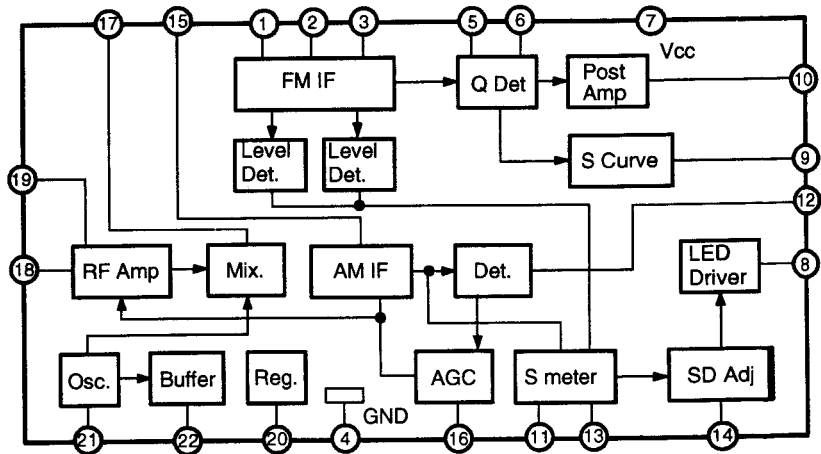 17 15 1 2 3 5 6 7
Vcc
FM IF
Q Det
Post
Amp
10
Level
Det.
Level
Det.
S Curve
9
19
12
18
RF Amp
Mix.
AM IF
Det.
LED
Driver
8
Osc.
Buffer
Reg.
GND
AGC
S meter
SD Adj
21 22 20 4 16 11 13 14